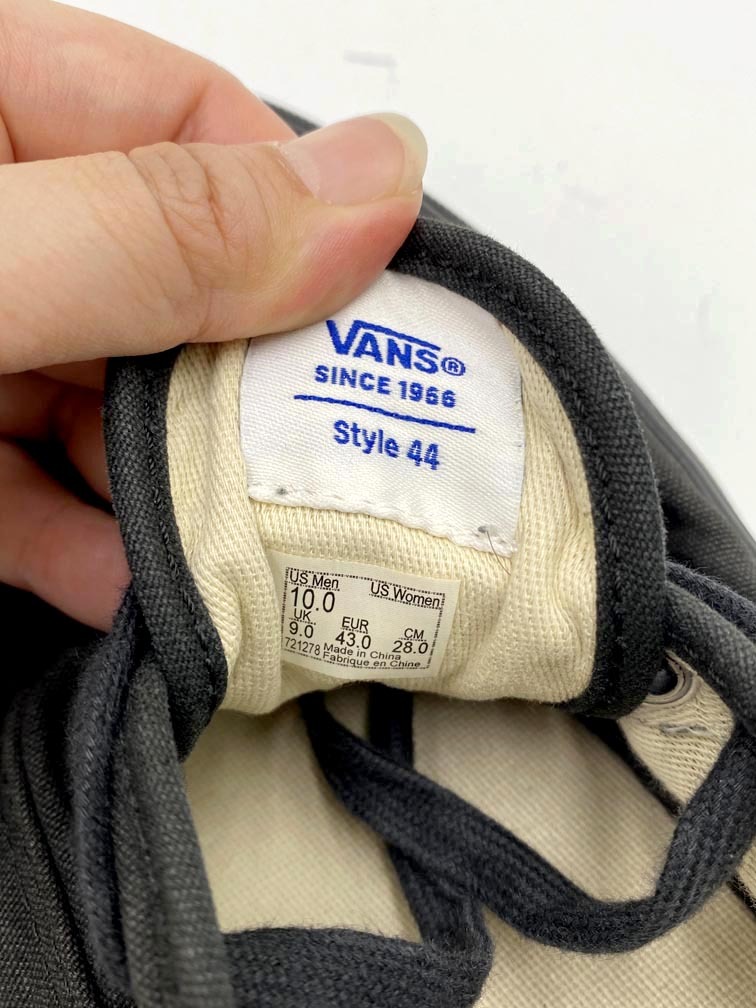 VANS®
SINCE 1966
Style 44
US Men US Women
10.0
UK EUR CM
9.0 43.0 28.0
721278 Made in China
Fabrique en Chine